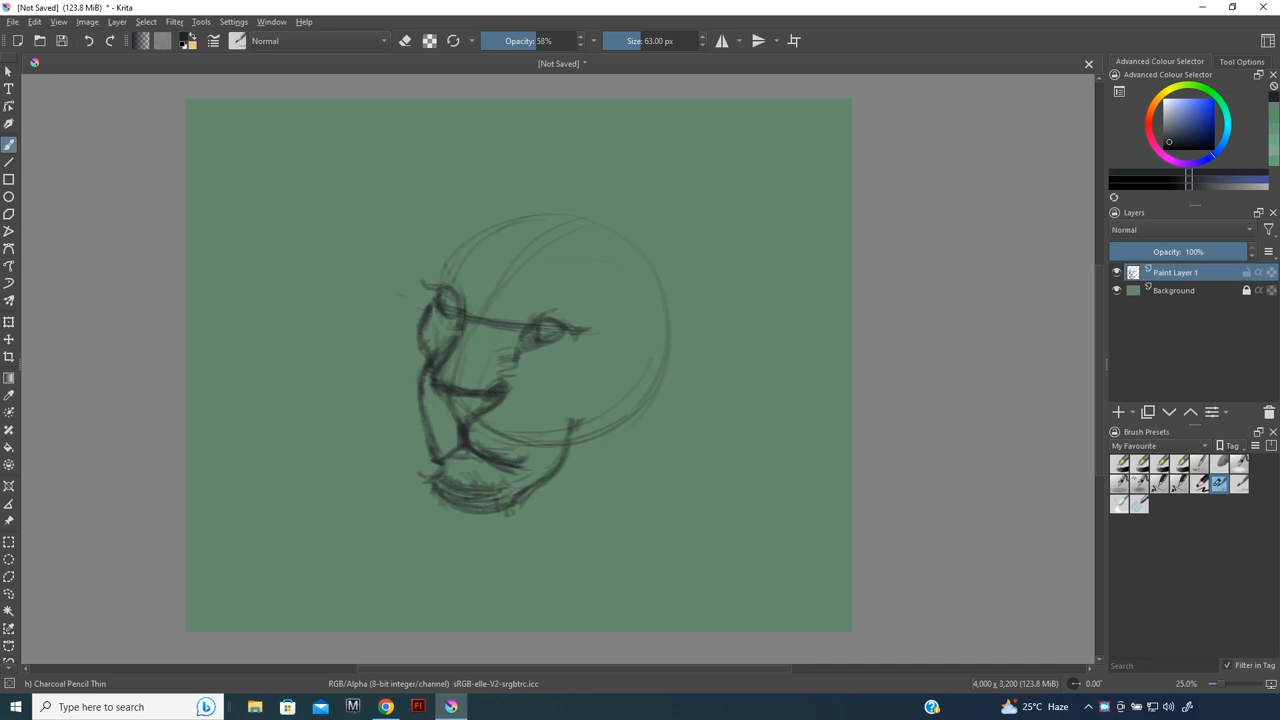 [Not Saved] (123.8 MiB) * - Krita
File Edit View Image Layer Select Filter Tools Settings Window Help
Normal Opacity: 58% Size: 63.00 px
[Not Saved] *
Advanced Colour Selector Tool Options
Advanced Colour Selector
Layers
Normal
Opacity: 100%
Paint Layer 1
Background
Brush Presets
My Favourite Tag
Search Filter in Tag
h) Charcoal Pencil Thin RGB/Alpha (8-bit integer/channel) sRGB-elle-V2-srgbtrc.icc 4,000 x 3,200 (123.8 MiB) 0.00° 25.0%
Type here to search 25°C Haze